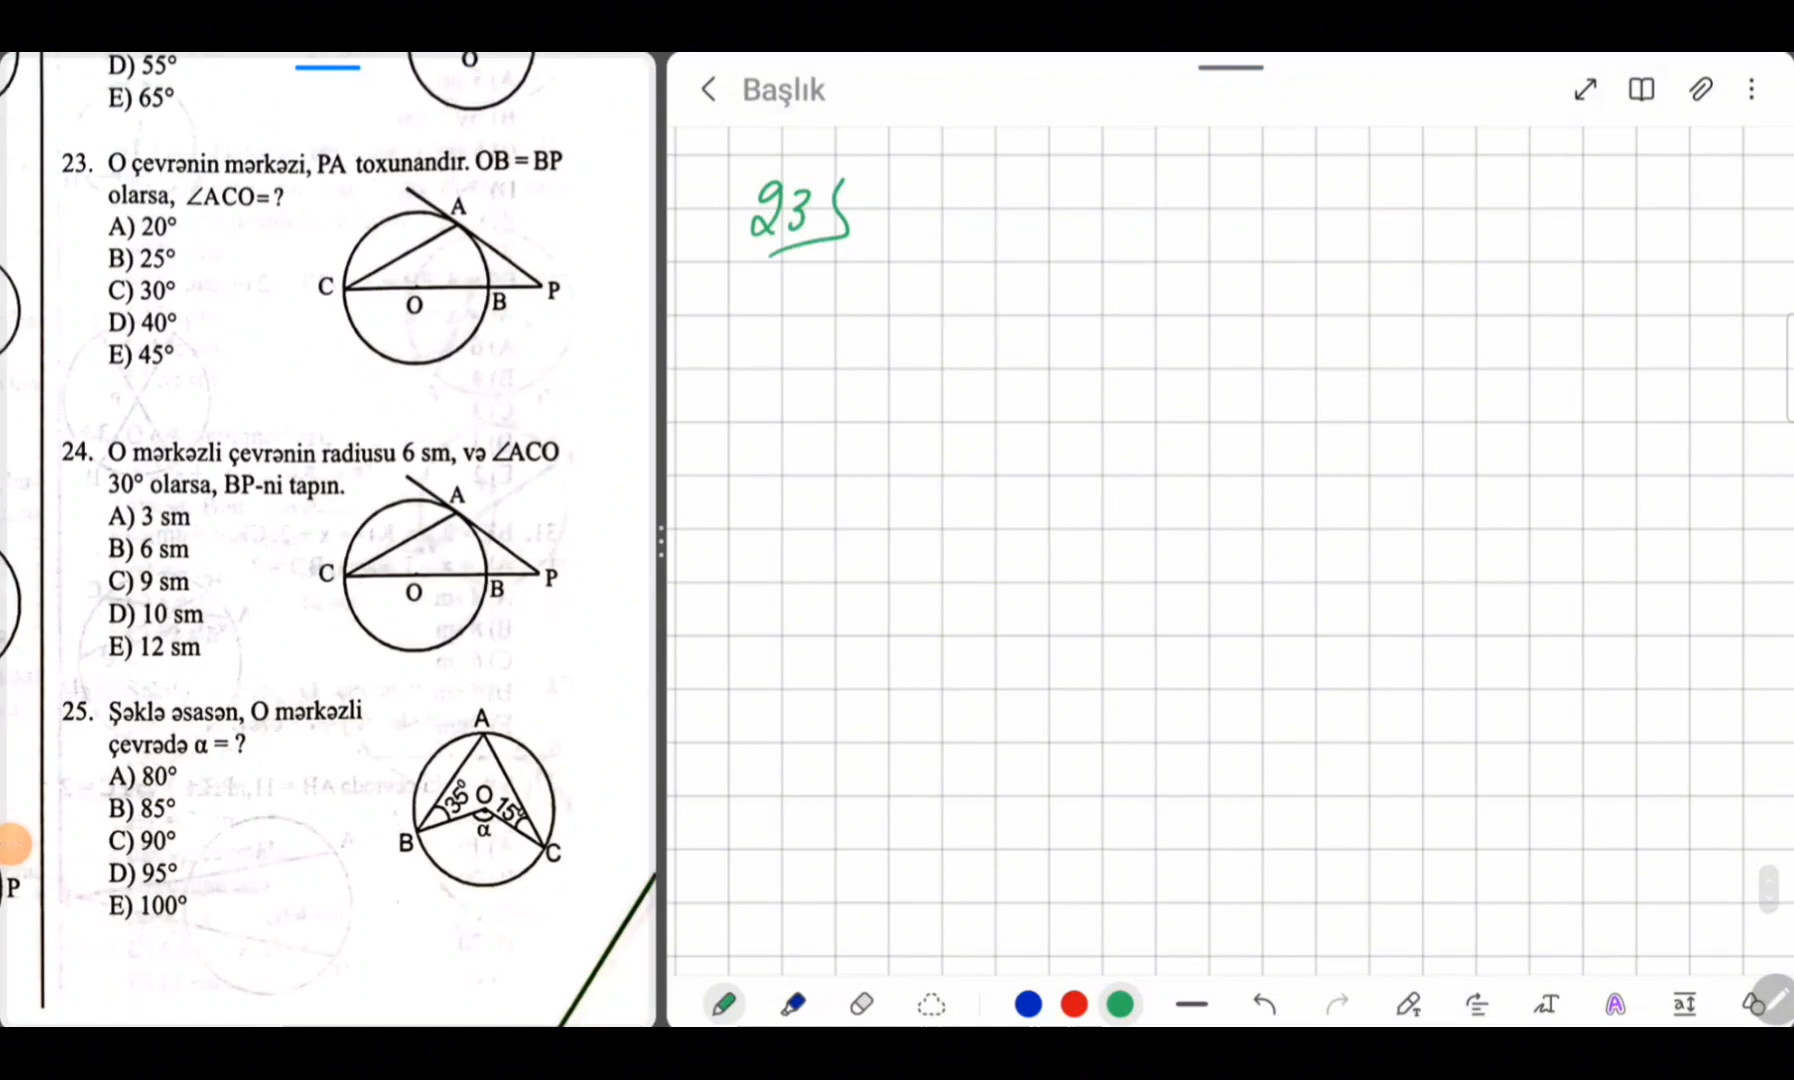 D) 55°
E) 65°
O
23. O çevrənin mərkəzi, PA toxunandır. OB = BP
olarsa, ∠ACO= ?
A) 20°
B) 25°
C) 30°
D) 40°
E) 45°
A
C
O
B
P
24. O mərkəzli çevrənin radiusu 6 sm, və ∠ACO
30° olarsa, BP-ni tapın.
A) 3 sm
B) 6 sm
C) 9 sm
D) 10 sm
E) 12 sm
A
C
O
B
P
25. Şəklə əsasən, O mərkəzli
çevrədə α = ?
A) 80°
B) 85°
C) 90°
D) 95°
E) 100°
A
35°
O
15°
α
B
C
P
Başlık
23